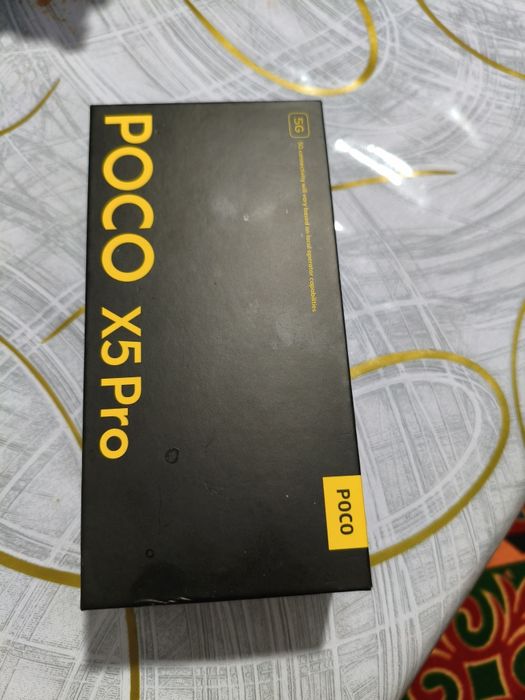 5G
5G connectivity will vary based on local operator capabilities.
POCO X5 Pro
POCO